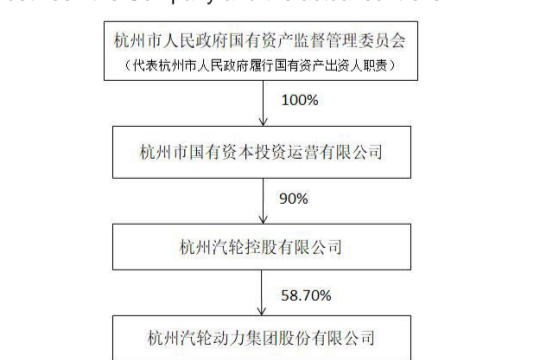 杭州市人民政府国有资产监督管理委员会
（代表杭州市人民政府履行国有资产出资人职责）
100%
杭州市国有资本投资运营有限公司
90%
杭州汽轮控股有限公司
58.70%
杭州汽轮动力集团股份有限公司